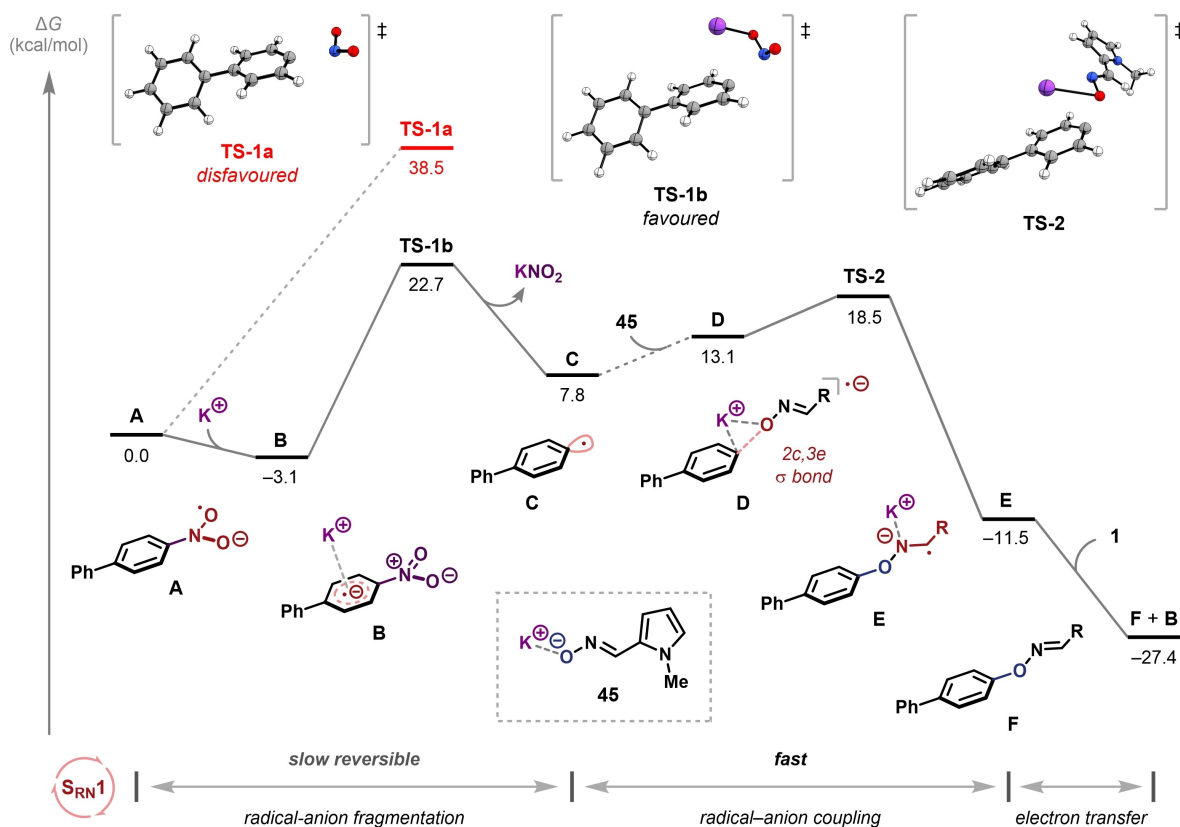 ΔG
(kcal/mol)
‡
TS-1a
disfavoured
‡
TS-1b
favoured
‡
TS-2
TS-1a
38.5
TS-1b
22.7
KNO₂
TS-2
18.5
45
D
13.1
C
7.8
A
0.0
K⊕
B
–3.1
E
–11.5
1
F + B
–27.4
Ph
N
O
O⊖
•
A
K⊕
Ph
•⊖
⊕
N
O
O⊖
B
•
C
Ph
K⊕
O
N
R
•⊖
2c,3e
σ bond
Ph
D
K⊕
⊖
N
R
•
O
Ph
E
K⊕
⊖
O
N
N
Me
45
R
N
O
Ph
F
SRN1
slow reversible
radical-anion fragmentation
fast
radical–anion coupling
electron transfer